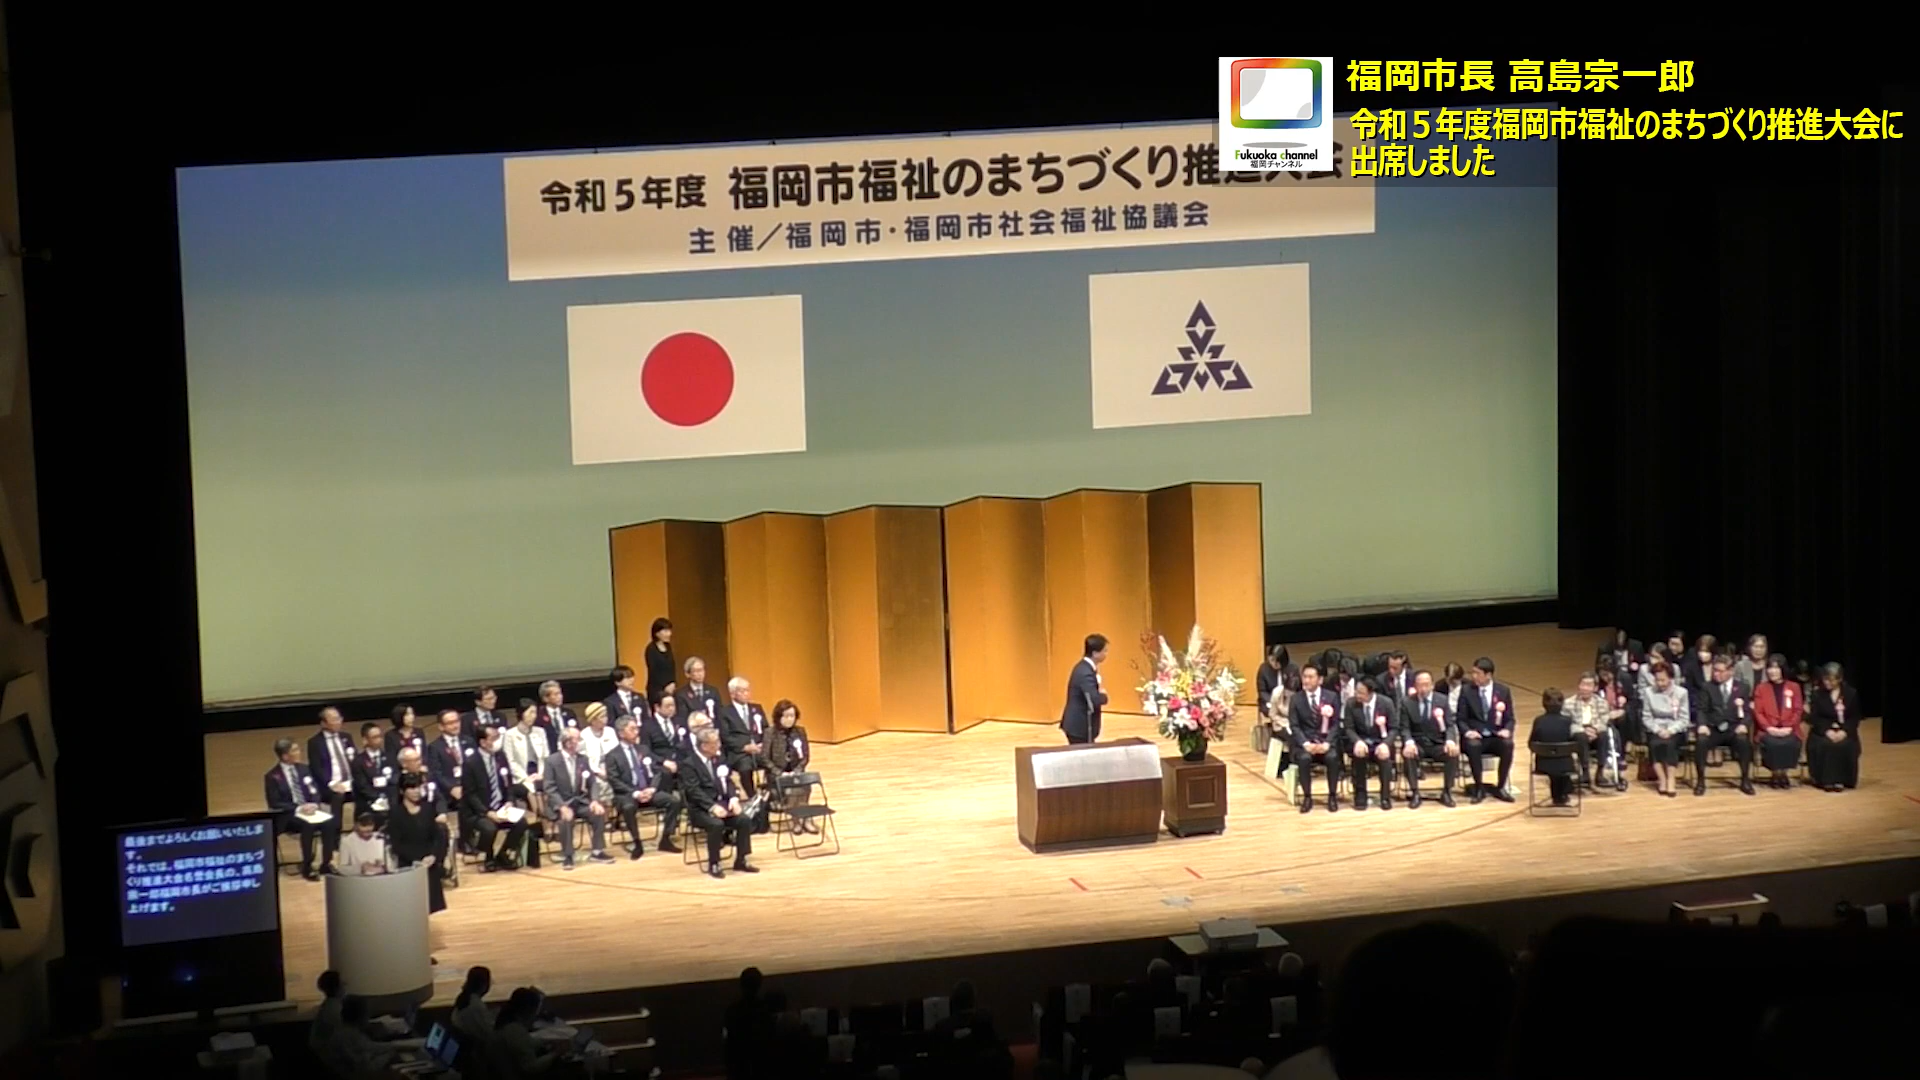 福岡市長 高島宗一郎
令和５年度福岡市福祉のまちづくり推進大会に
出席しました
Fukuoka channel
福岡チャンネル
令和５年度 福岡市福祉のまちづくり推進大会
主催／福岡市・福岡市社会福祉協議会
最後までよろしくお願いいたしま
す。
それでは、福岡市福祉のまちづ
くり推進大会名誉会長の、高島
宗一郎福岡市長がご挨拶申し
上げます。